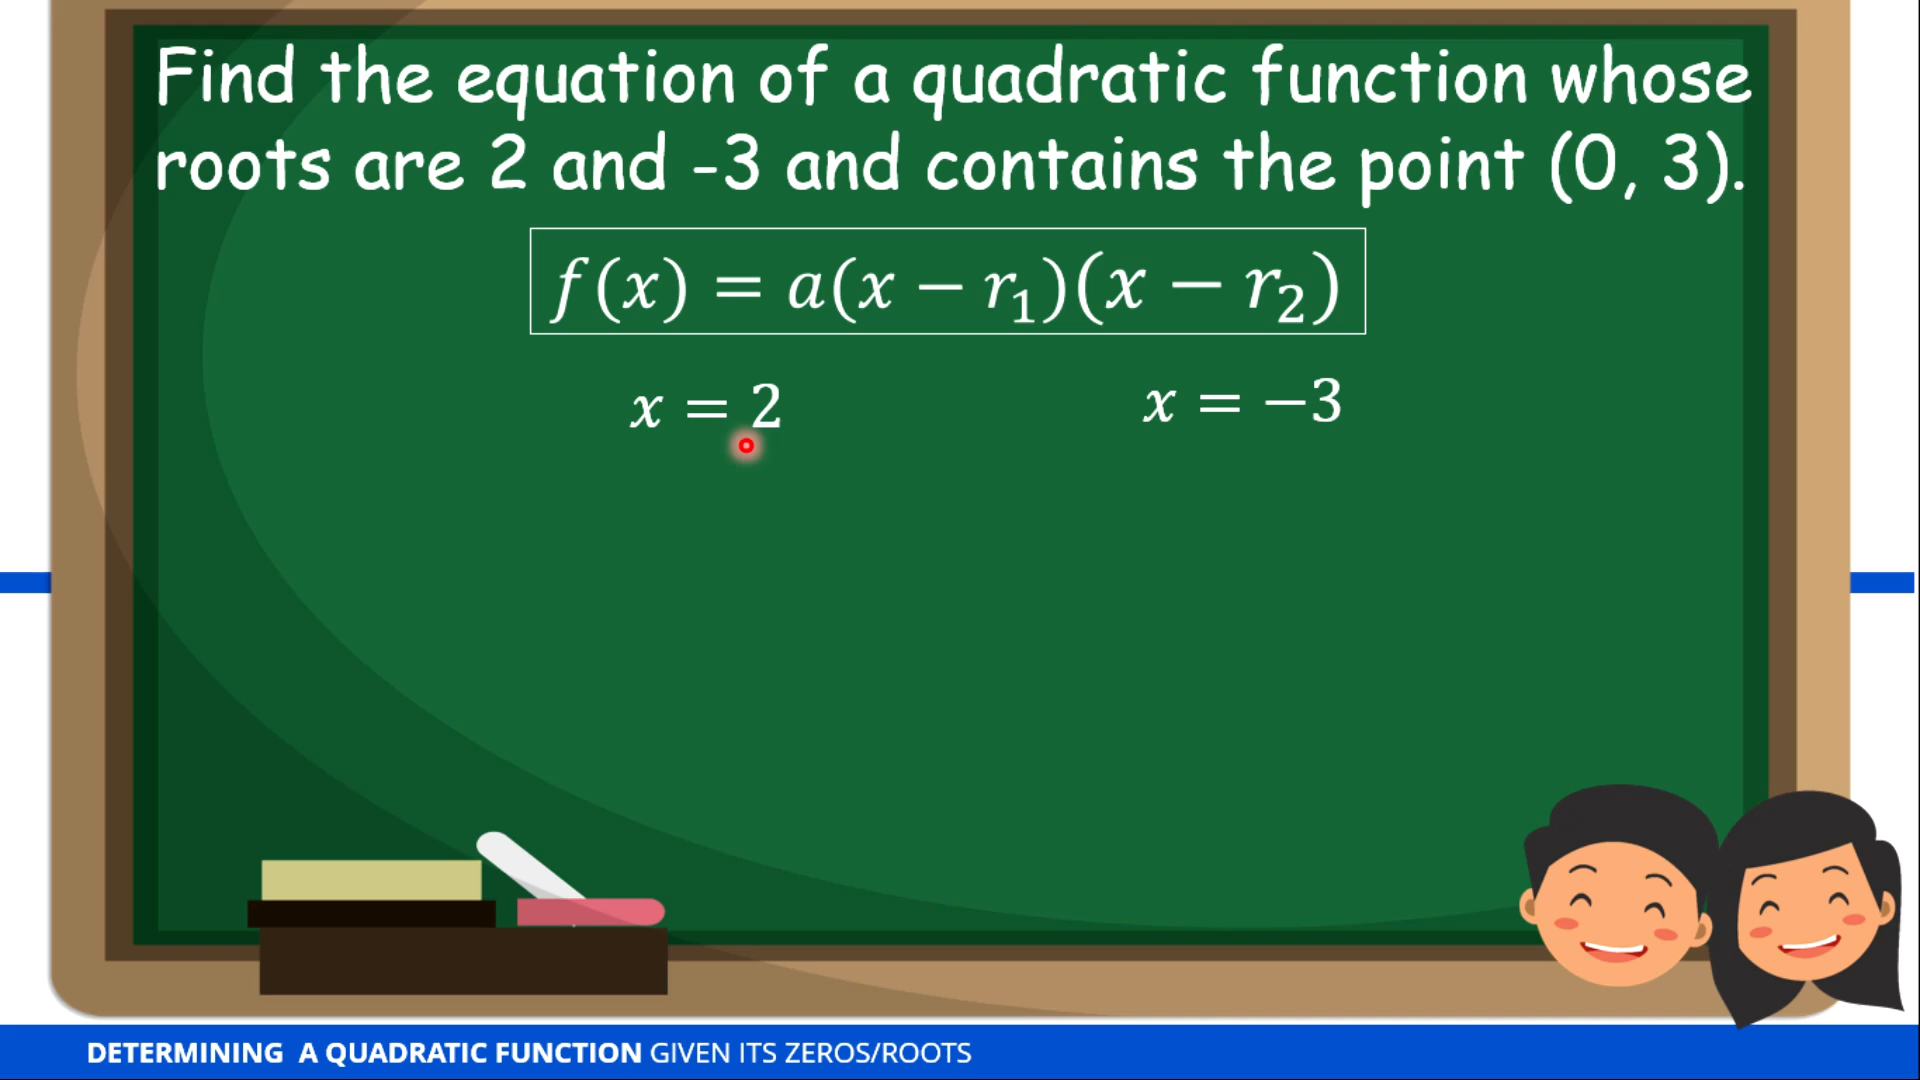 Find the equation of a quadratic function whose
roots are 2 and -3 and contains the point (0, 3).
f(x) = a(x − r₁)(x − r₂)
x = 2
x = −3
DETERMINING A QUADRATIC FUNCTION GIVEN ITS ZEROS/ROOTS